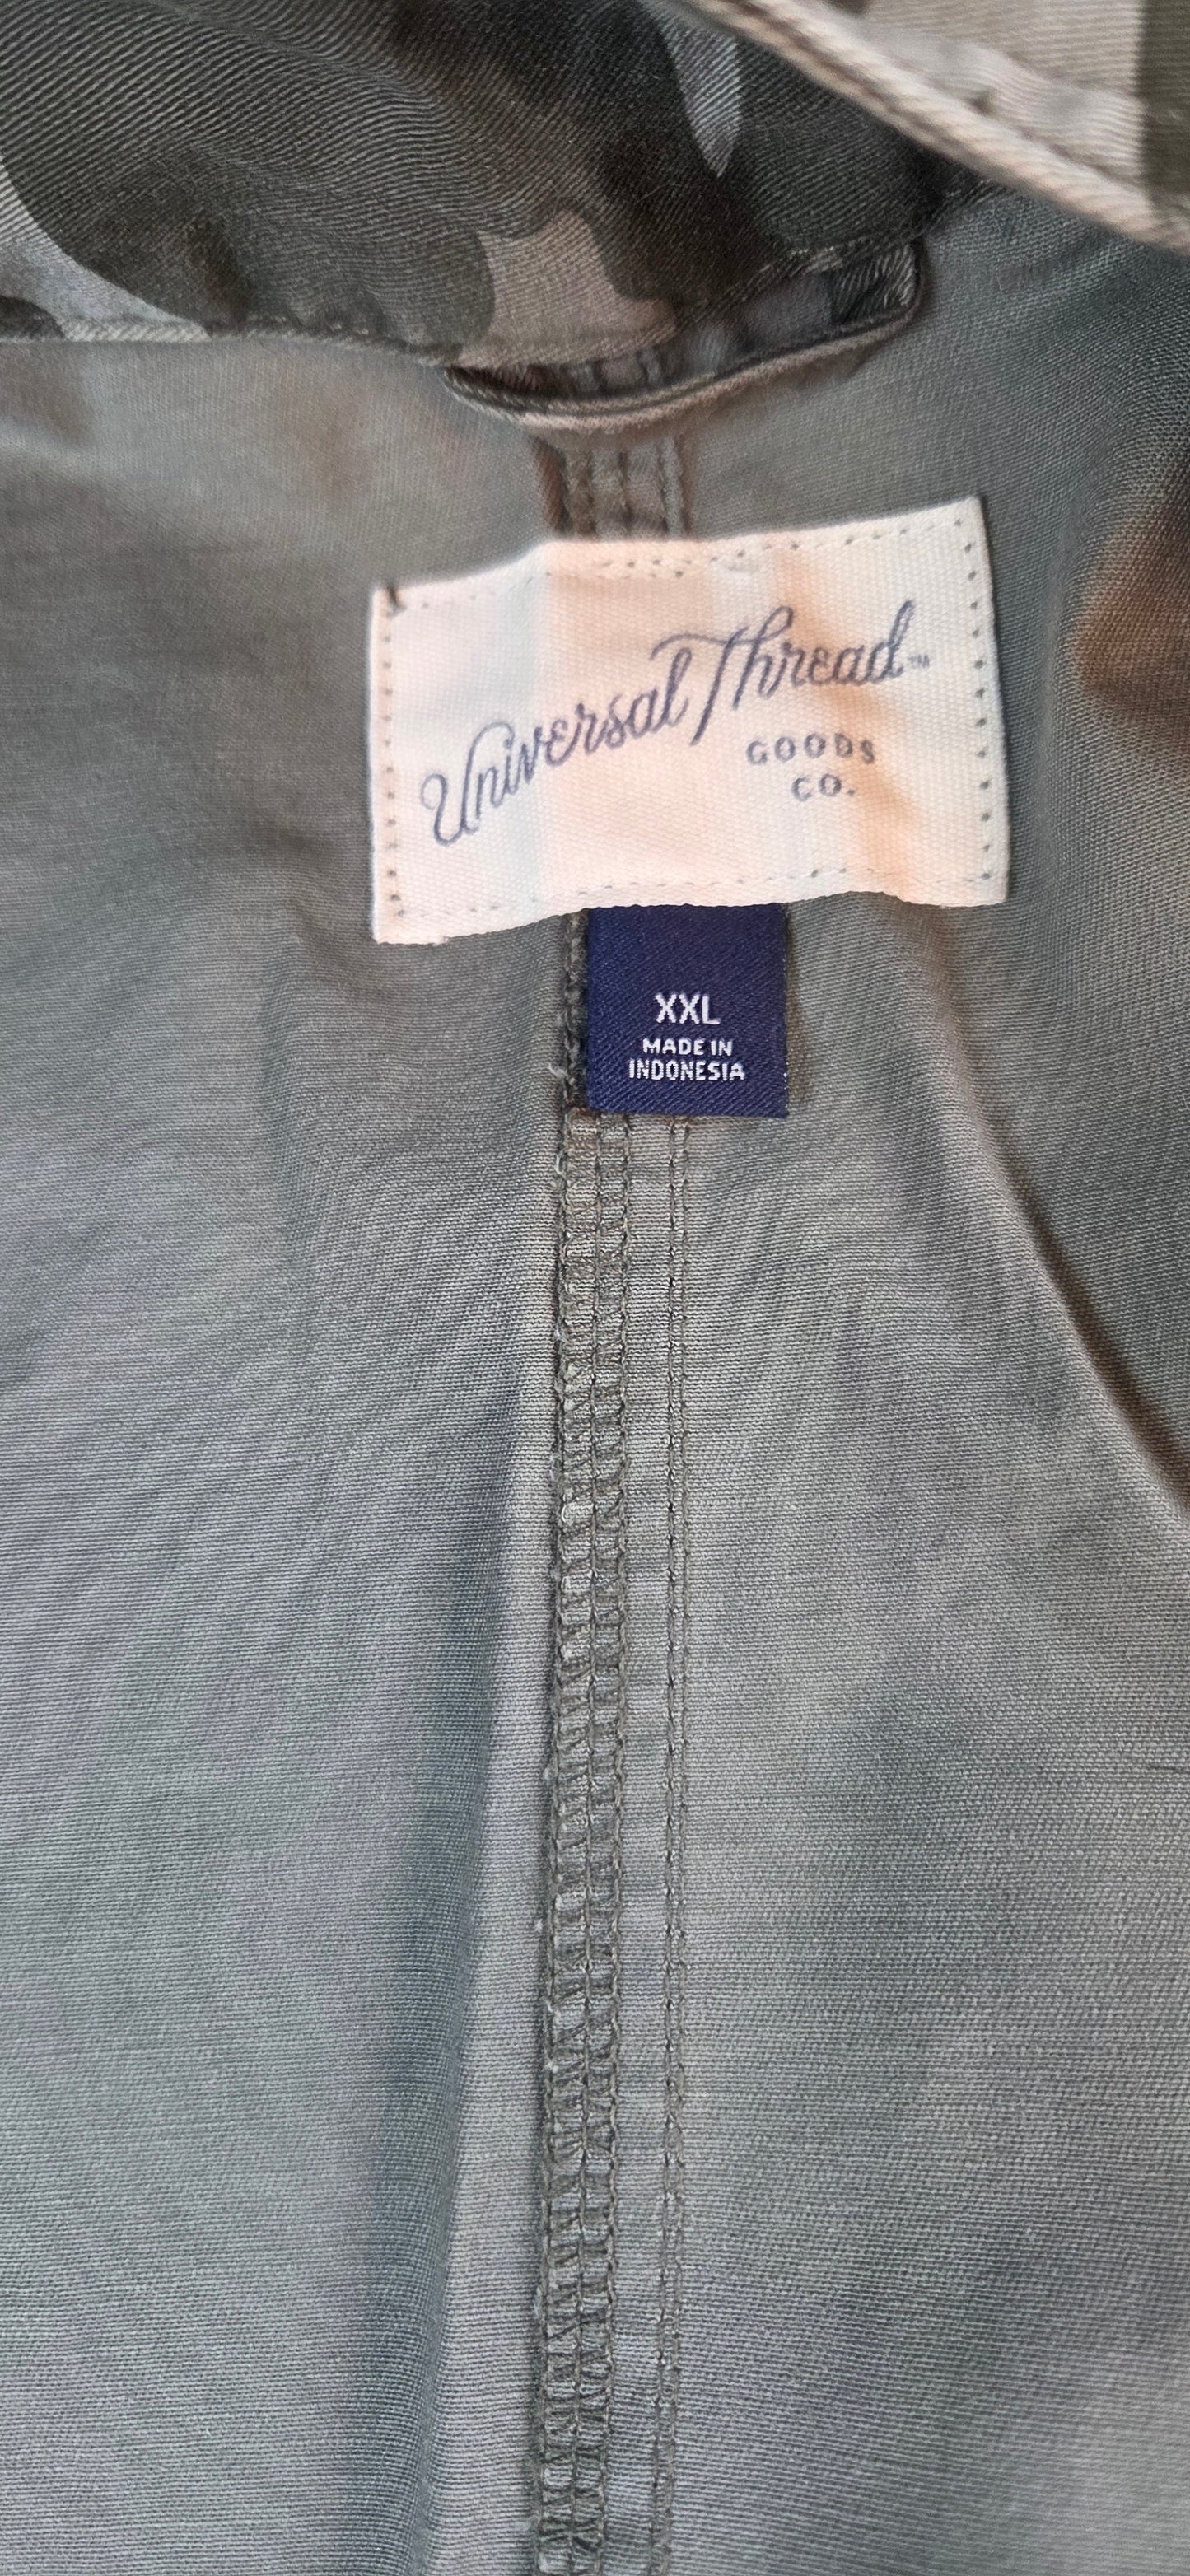 Universal Thread™
GOODS
CO.
XXL
MADE IN
INDONESIA